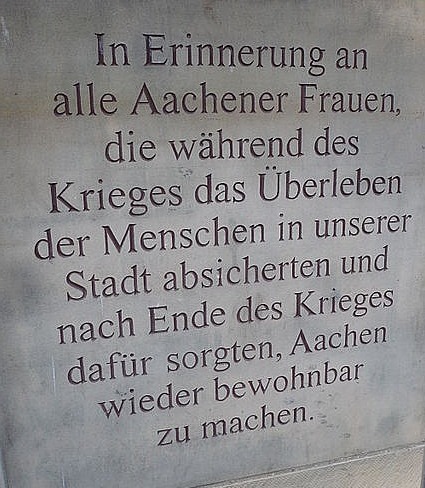 In Erinnerung an
alle Aachener Frauen,
die während des
Krieges das Überleben
der Menschen in unserer
Stadt absicherten und
nach Ende des Krieges
dafür sorgten, Aachen
wieder bewohnbar
zu machen.